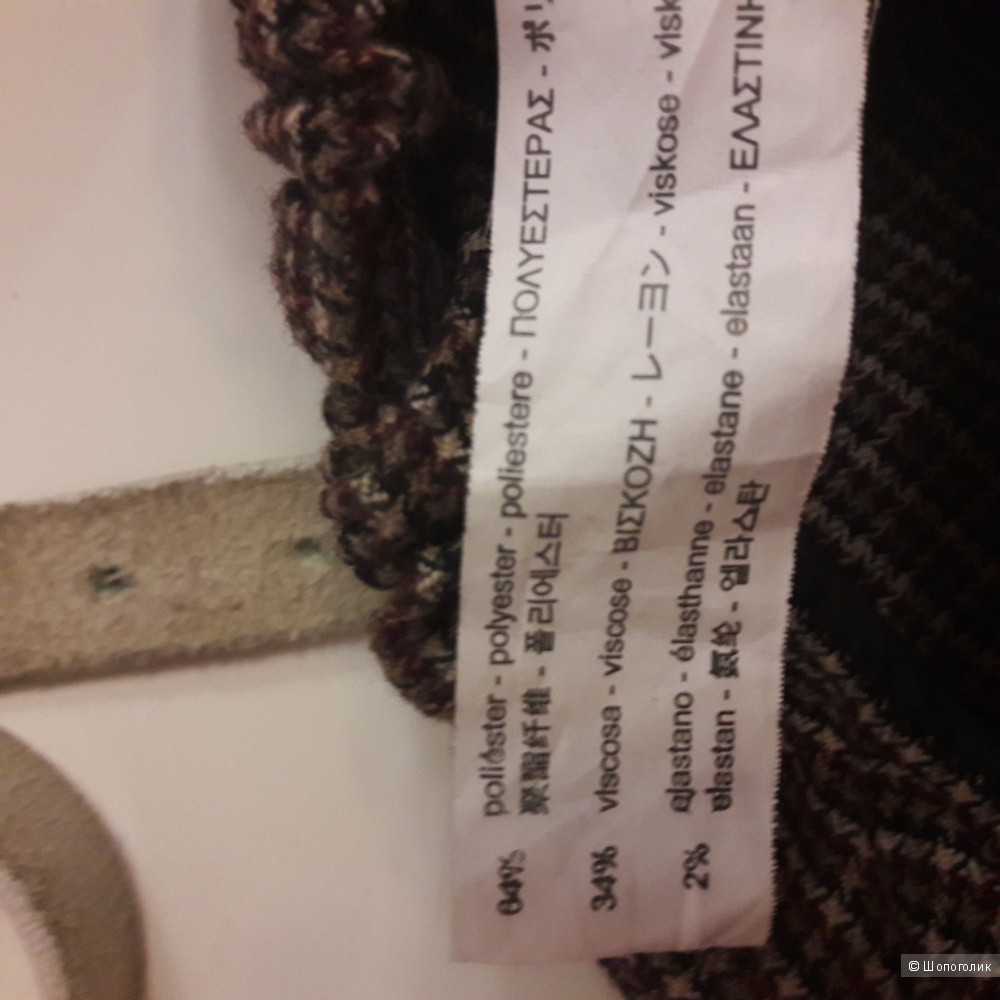 64% poliéster - polyester - poliestere - ΠΟΛΥΕΣΤΕΡΑΣ - ポリ
聚酯纤维 - 폴리에스터
34% viscosa - viscose - ΒΙΣΚΟΖΗ - レーヨン - viskose - visk
2% elastano - élasthanne - elastane - elastaan - ΕΛΑΣΤΙΝΗ
elastan - 氨纶 - 엘라스탄
© Шопоголик